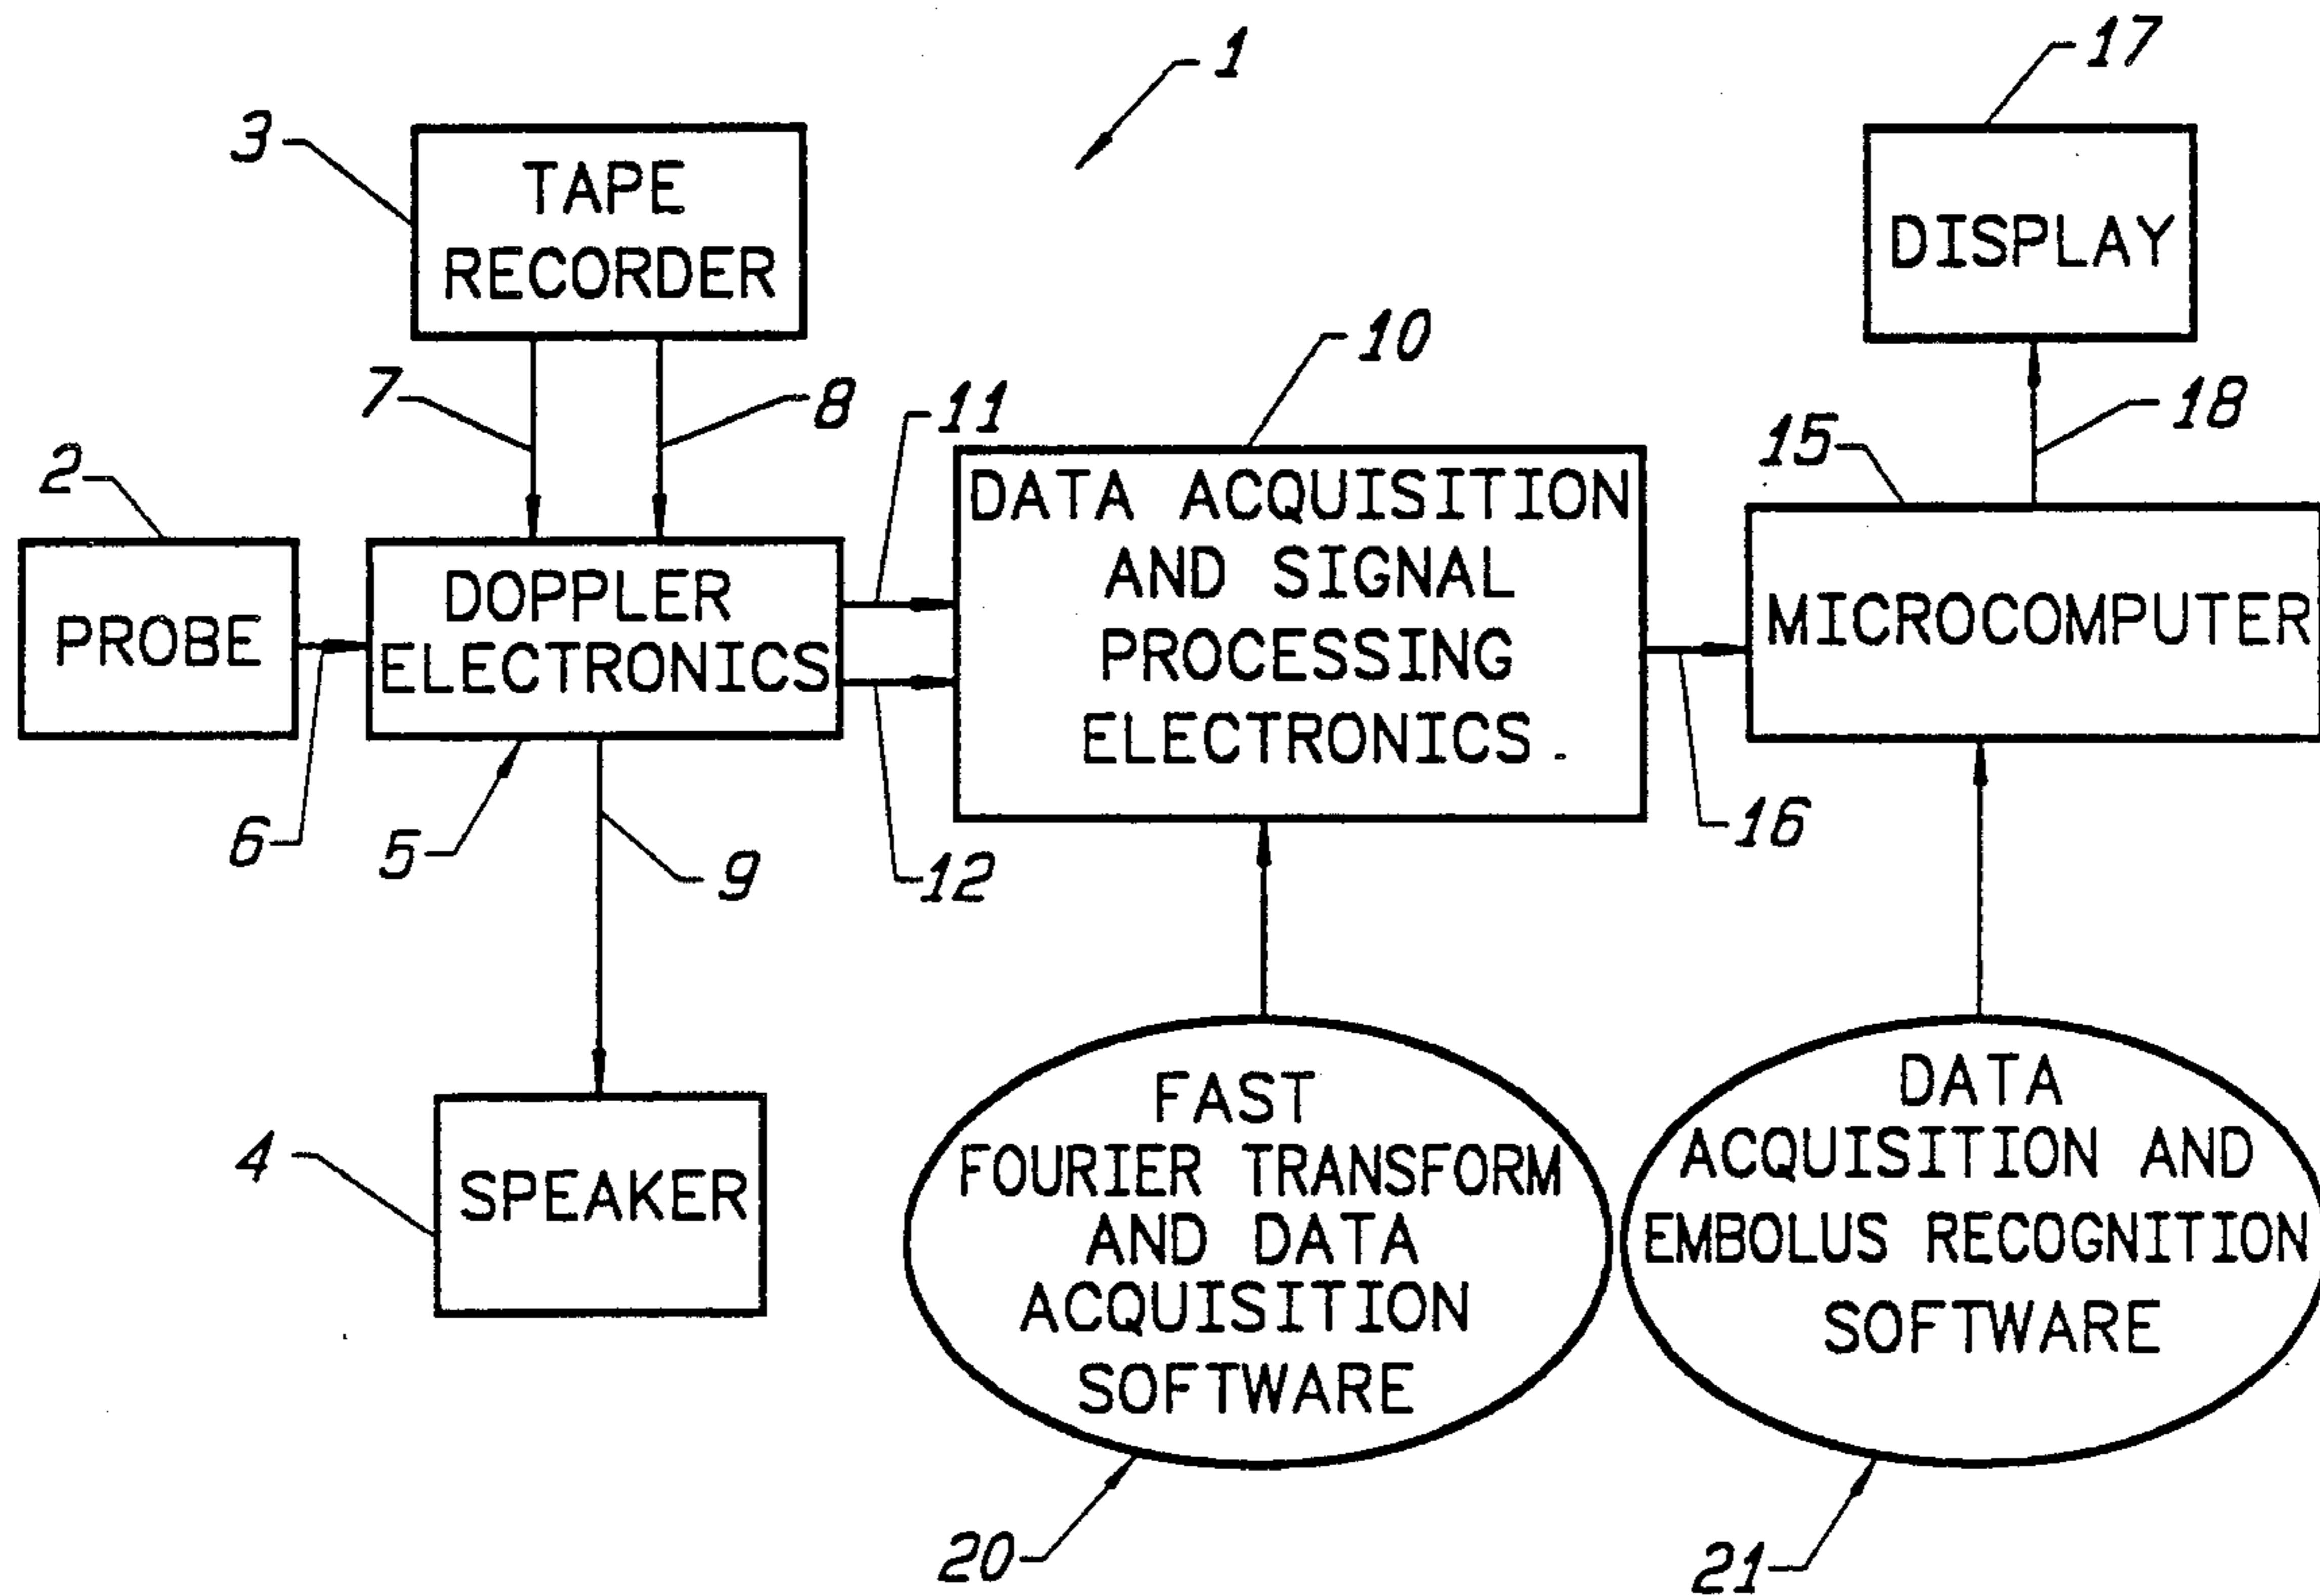 1
17
3
TAPE
RECORDER
DISPLAY
10
7
8
11
18
15
2
DATA ACQUISITION
AND SIGNAL
PROCESSING
ELECTRONICS
PROBE
DOPPLER
ELECTRONICS
MICROCOMPUTER
6
5
9
12
16
4
SPEAKER
FAST
FOURIER TRANSFORM
AND DATA
ACQUISITION
SOFTWARE
DATA
ACQUISITION AND
EMBOLUS RECOGNITION
SOFTWARE
20
21